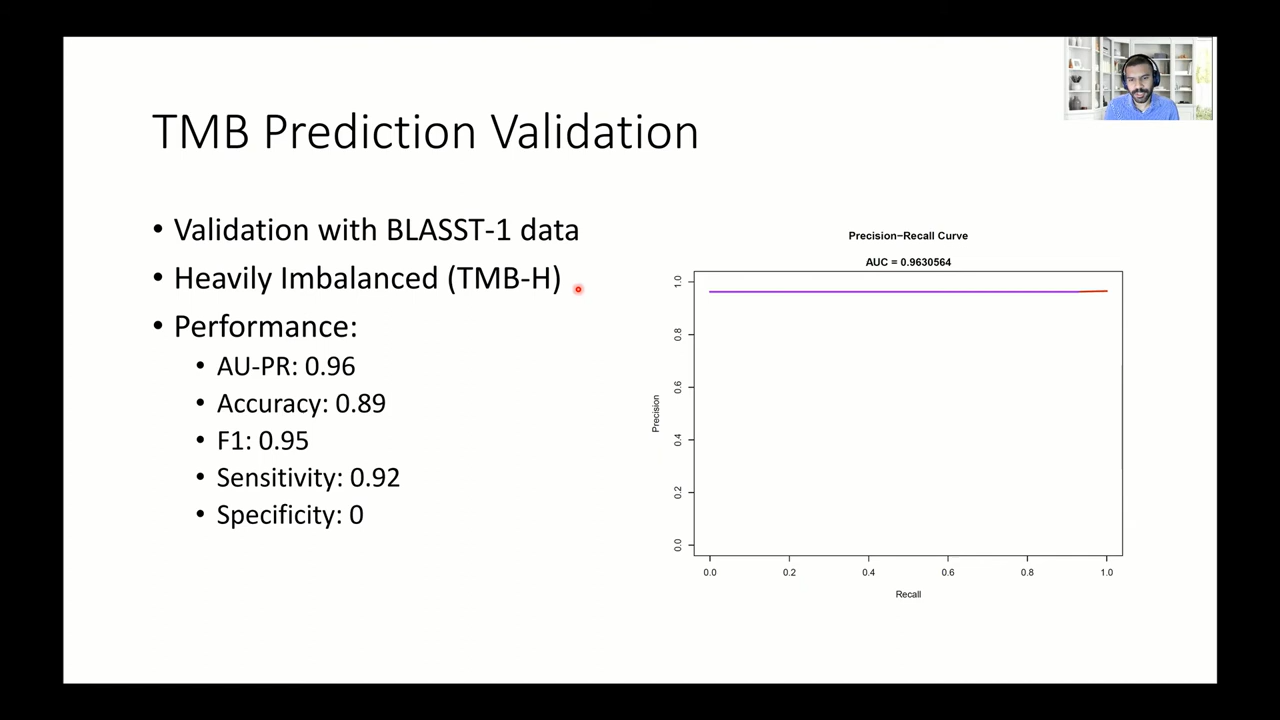 TMB Prediction Validation
• Validation with BLASST-1 data
• Heavily Imbalanced (TMB-H)
• Performance:
• AU-PR: 0.96
• Accuracy: 0.89
• F1: 0.95
• Sensitivity: 0.92
• Specificity: 0
Precision−Recall Curve
AUC = 0.9630564
Precision
1.0
0.8
0.6
0.4
0.2
0.0
0.0 0.2 0.4 0.6 0.8 1.0
Recall